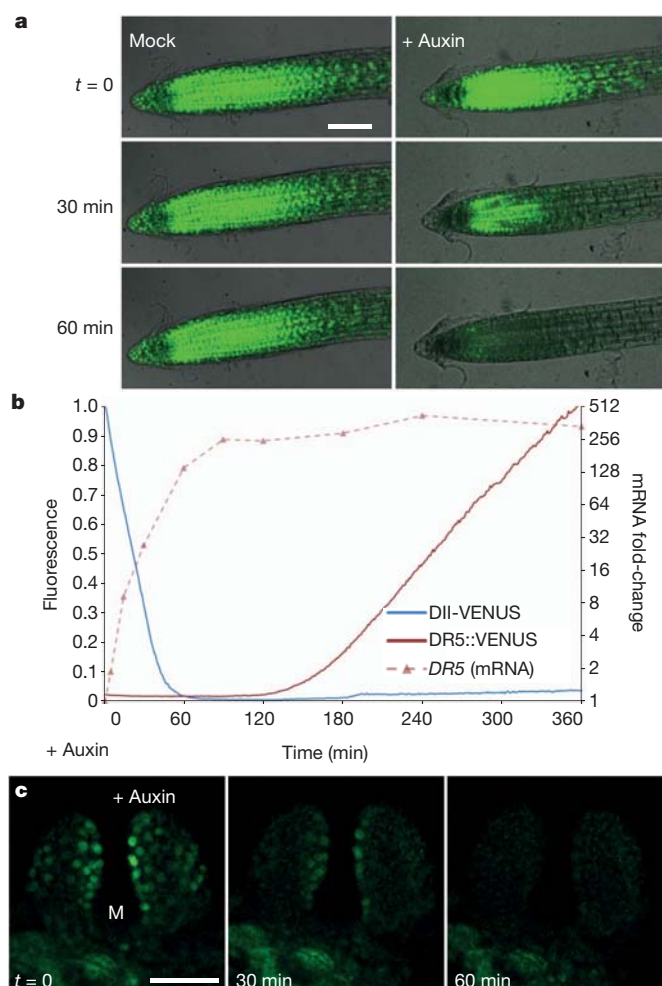 a
Mock
+ Auxin
t = 0
30 min
60 min
b
1.0
0.9
0.8
0.7
0.6
0.5
0.4
0.3
0.2
0.1
0
Fluorescence
512
256
128
64
32
16
8
4
2
1
mRNA fold-change
DII-VENUS
DR5::VENUS
DR5 (mRNA)
0 60 120 180 240 300 360
+ Auxin
Time (min)
c
+ Auxin
M
t = 0
30 min
60 min